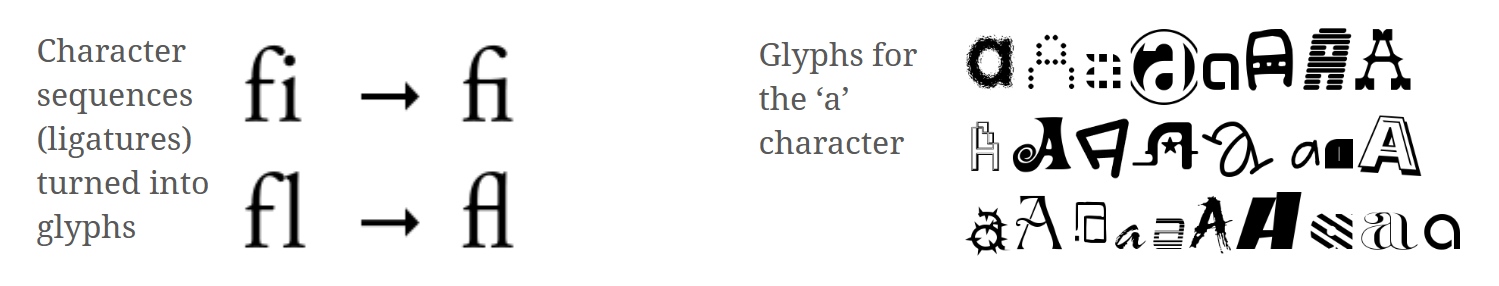 Character
sequences
(ligatures)
turned into
glyphs
fi → fi
fl → fl
Glyphs for
the ‘a’
character
a A a a a A A A
A A A A a a a A
a A a a a A A a a a